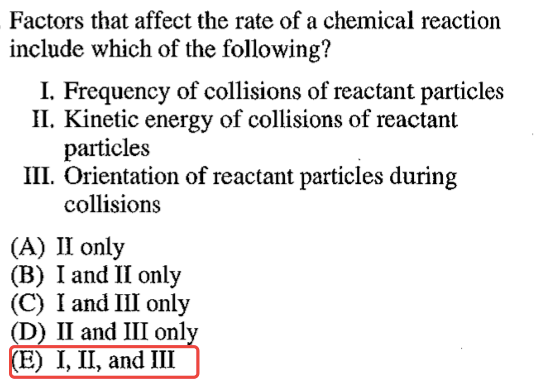 Factors that affect the rate of a chemical reaction
include which of the following?
I. Frequency of collisions of reactant particles
II. Kinetic energy of collisions of reactant
particles
III. Orientation of reactant particles during
collisions
(A) II only
(B) I and II only
(C) I and III only
(D) II and III only
(E) I, II, and III